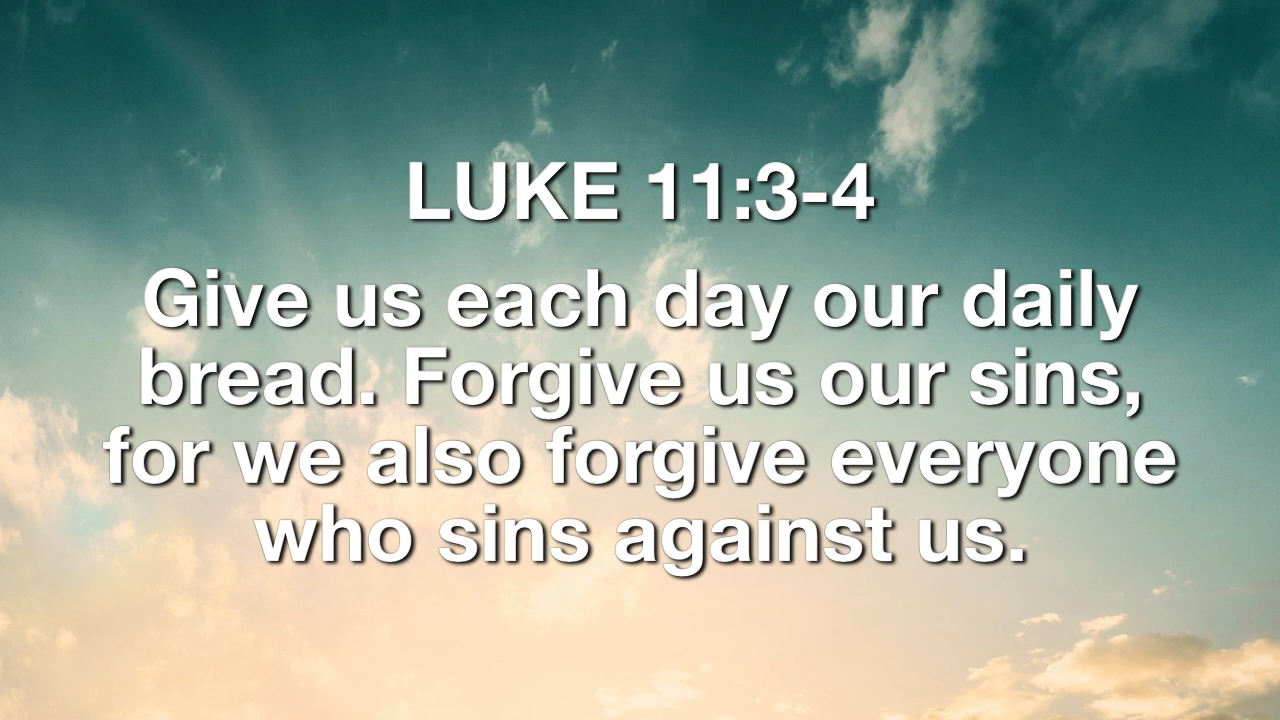 LUKE 11:3-4
Give us each day our daily
bread. Forgive us our sins,
for we also forgive everyone
who sins against us.